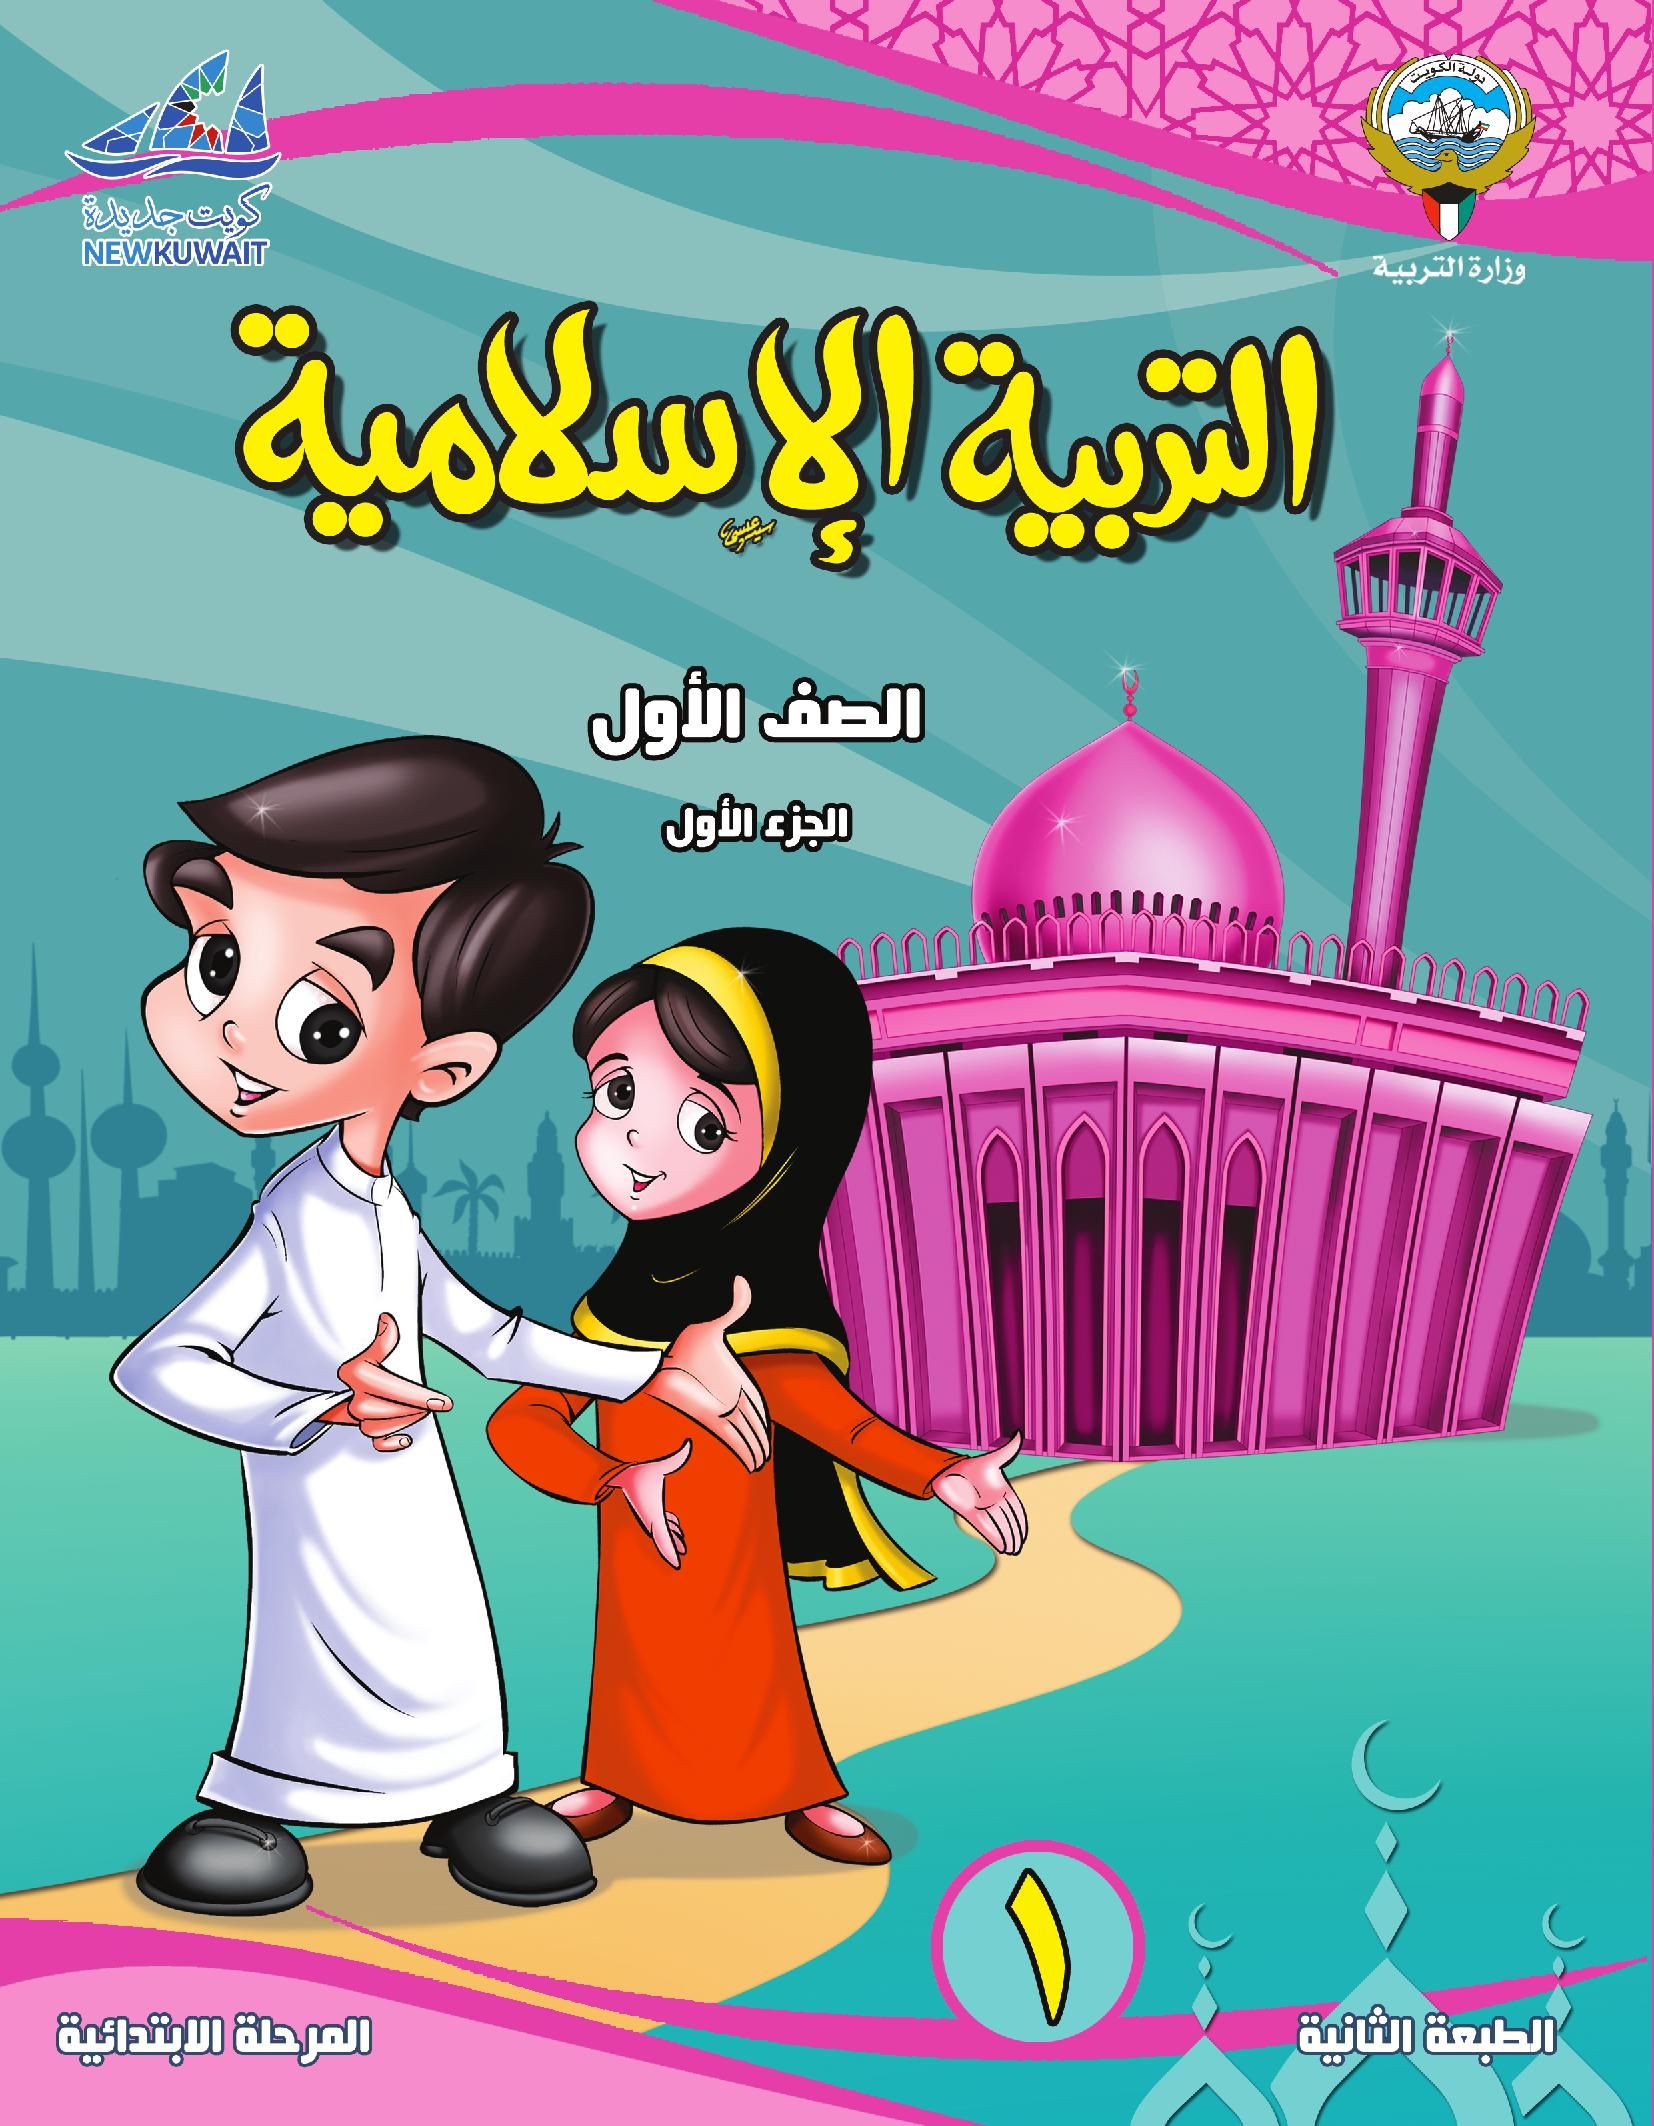 دولة الكويت
وزارة التربية
كويت جديدة
NEWKUWAIT
التربية الإسلامية
الصف الأول
الجزء الأول
١
الطبعة الثانية
المرحلة الابتدائية